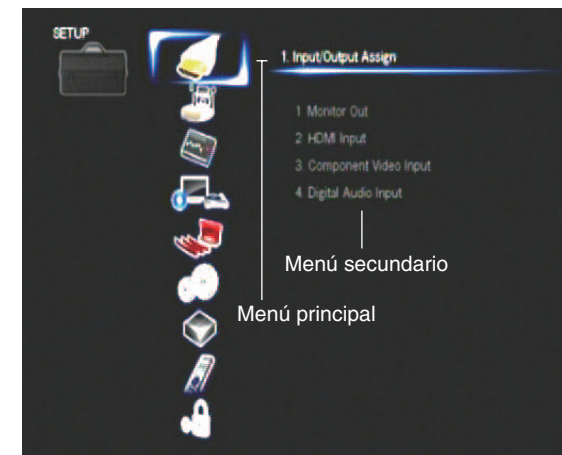 SETUP
1. Input/Output Assign
1 Monitor Out
2 HDMI Input
3 Component Video Input
4 Digital Audio Input
Menú secundario
Menú principal